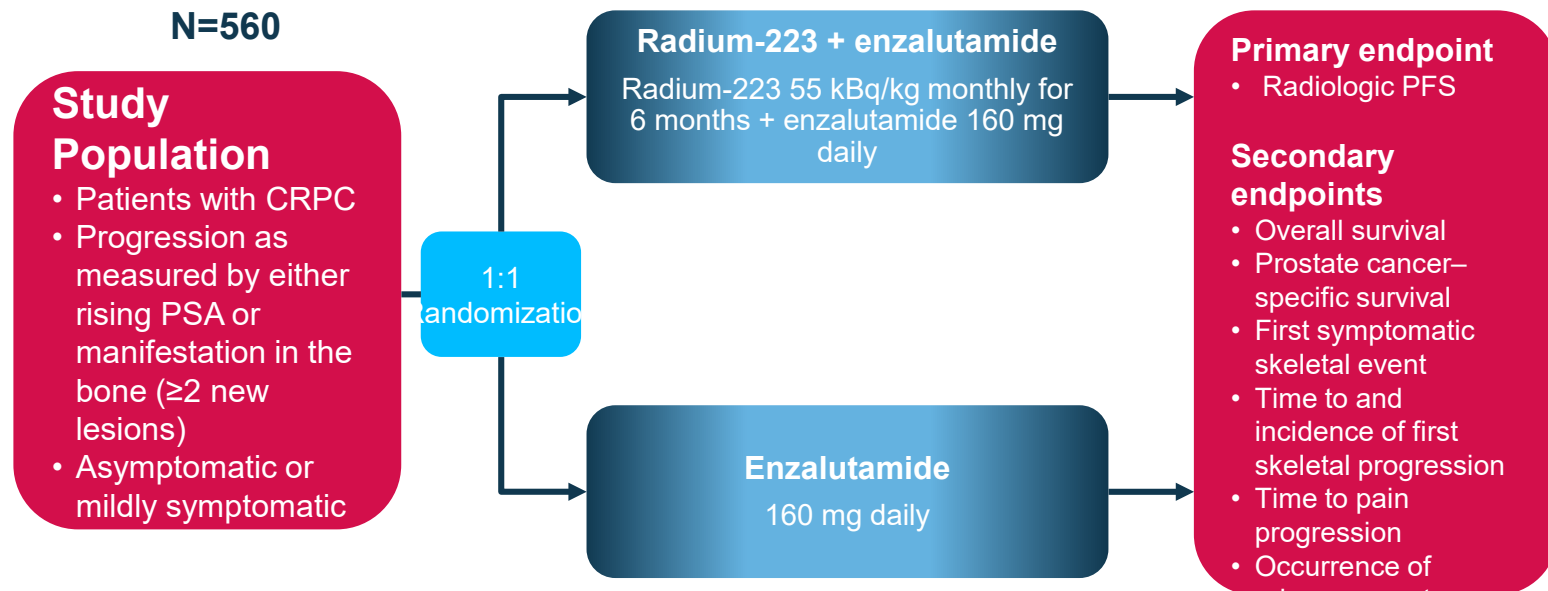 N=560
Study
Population
• Patients with CRPC
• Progression as
measured by either
rising PSA or
manifestation in the
bone (≥2 new
lesions)
• Asymptomatic or
mildly symptomatic
1:1
Randomization
Radium-223 + enzalutamide
Radium-223 55 kBq/kg monthly for
6 months + enzalutamide 160 mg
daily
Enzalutamide
160 mg daily
Primary endpoint
• Radiologic PFS
Secondary
endpoints
• Overall survival
• Prostate cancer–
specific survival
• First symptomatic
skeletal event
• Time to and
incidence of first
skeletal progression
• Time to pain
progression
• Occurrence of